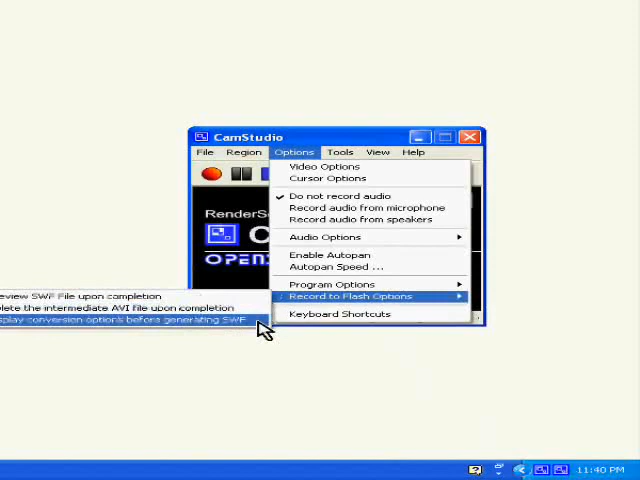 CamStudio
File Region Options Tools View Help
Video Options
Cursor Options
Do not record audio
Record audio from microphone
Record audio from speakers
Audio Options
Enable Autopan
Autopan Speed ...
Program Options
Record to Flash Options
Keyboard Shortcuts
RenderS
C
OPEN
eview SWF File upon completion
lete the intermediate AVI file upon completion
splay conversion options before generating SWF
11:40 PM